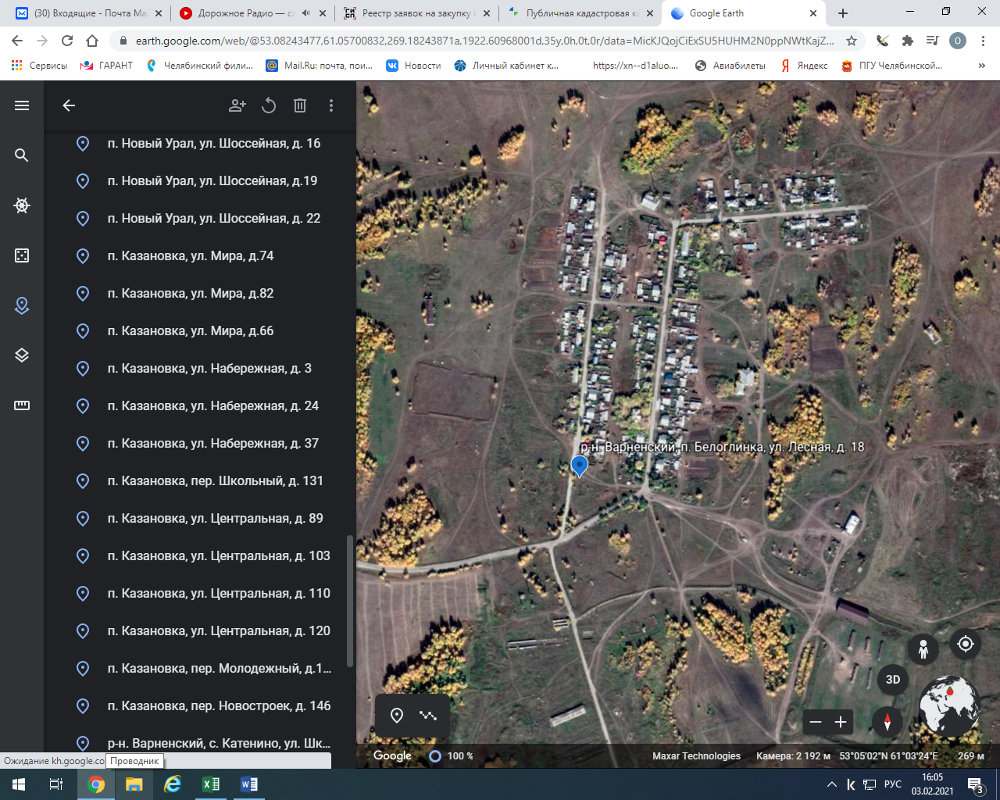 (30) Входящие - Почта Ma
Дорожное Радио — сл
Реестр заявок на закупку г
Публичная кадастровая ка
Google Earth
earth.google.com/web/@53.08243477,61.05700832,269.18243871a,1922.60968001d,35y,0h,0t,0r/data=MicKJQojCiExSU5HUHM2N0ppNWtKajZ...
О
Сервисы
ГАРАНТ
Челябинский фили...
Mail.Ru: почта, пои...
Новости
Личный кабинет к...
https://xn--d1aluo....
Авиабилеты
Яндекс
ПГУ Челябинской...
»
п. Новый Урал, ул. Шоссейная, д. 16
п. Новый Урал, ул. Шоссейная, д.19
п. Новый Урал, ул. Шоссейная, д. 22
п. Казановка, ул. Мира, д.74
п. Казановка, ул. Мира, д.82
п. Казановка, ул. Мира, д.66
п. Казановка, ул. Набережная, д. 3
п. Казановка, ул. Набережная, д. 24
п. Казановка, ул. Набережная, д. 37
п. Казановка, пер. Школьный, д. 131
п. Казановка, ул. Центральная, д. 89
п. Казановка, ул. Центральная, д. 103
п. Казановка, ул. Центральная, д. 110
п. Казановка, ул. Центральная, д. 120
п. Казановка, пер. Молодежный, д.1...
п. Казановка, пер. Новостроек, д. 146
р-н. Варненский, с. Катенино, ул. Шк...
р-н. Варненский, п. Белоглинка, ул. Лесная, д. 18
3D
Ожидание kh.google.co
Проводник
Google
100 %
Maxar Technologies
Камера: 2 192 м
53°05'02"N 61°03'24"E
269 м
РУС
16:05
03.02.2021
3